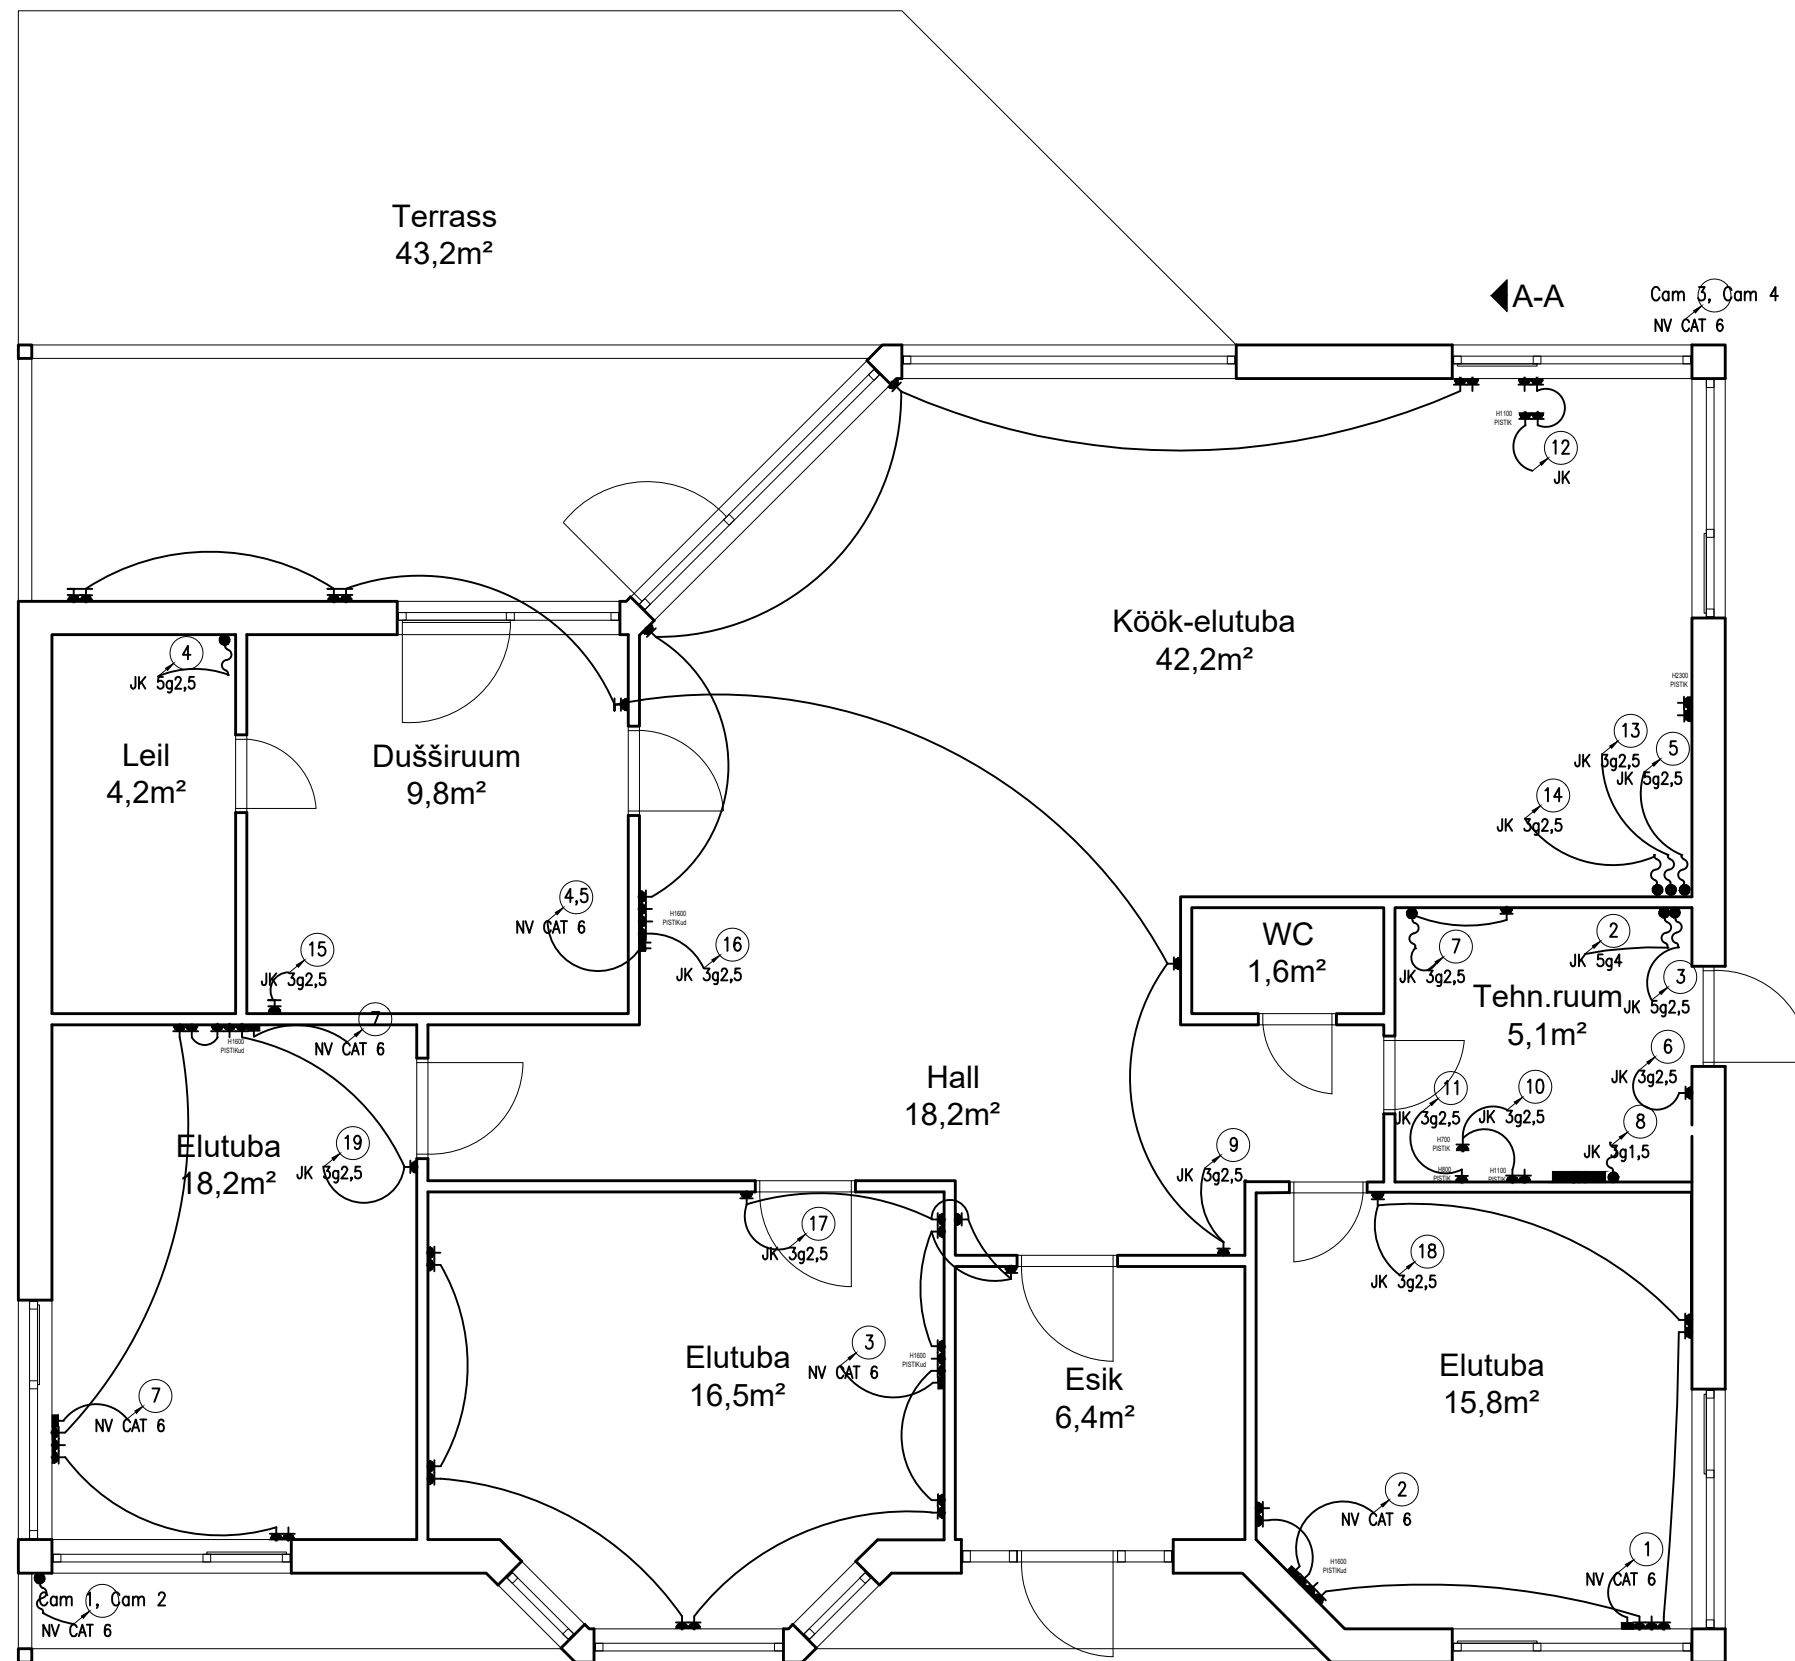 Terrass
43,2m²
A-A
Cam 3, Cam 4
NV CAT 6
H1100
PISTIK
12
JK
Köök-elutuba
42,2m²
4
JK 5g2,5
Leil
4,2m²
Dušširuum
9,8m²
H2300
PISTIK
13
JK 3g2,5
5
JK 5g2,5
14
JK 3g2,5
4,5
NV CAT 6
H1600
PISTIKud
16
JK 3g2,5
15
JK 3g2,5
WC
1,6m²
7
JK 3g2,5
2
JK 5g4
3
JK 5g2,5
Tehn.ruum
5,1m²
7
NV CAT 6
H1600
PISTIKud
6
JK 3g2,5
11
JK 3g2,5
10
JK 3g2,5
8
JK 3g1,5
H700
PISTIK
H800
PISTIK
H1100
PISTIK
Hall
18,2m²
Elutuba
18,2m²
19
JK 3g2,5
9
JK 3g2,5
17
JK 3g2,5
18
JK 3g2,5
3
NV CAT 6
H1600
PISTIKud
Elutuba
16,5m²
Esik
6,4m²
Elutuba
15,8m²
7
NV CAT 6
2
NV CAT 6
H1600
PISTIKud
1
NV CAT 6
Cam 1, Cam 2
NV CAT 6